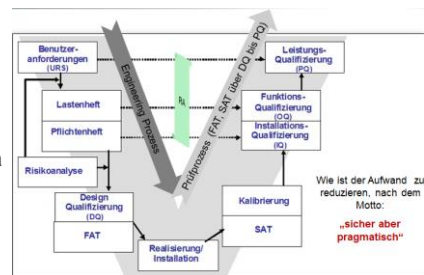 Benutzer-
anforderungen
(URS)
Lastenheft
Pflichtenheft
Risikoanalyse
Design
Qualifizierung
(DQ)
FAT
Realisierung/
Installation
Engineering Prozess
RA
Prüfprozess (FAT, SAT über DQ bis PQ)
Leistungs-
Qualifizierung
(PQ)
Funktions-
Qualifizierung
(OQ)
Installations-
Qualifizierung
(IQ)
Kalibrierung
SAT
Wie ist der Aufwand zu
reduzieren, nach dem
Motto:
„sicher aber
pragmatisch“